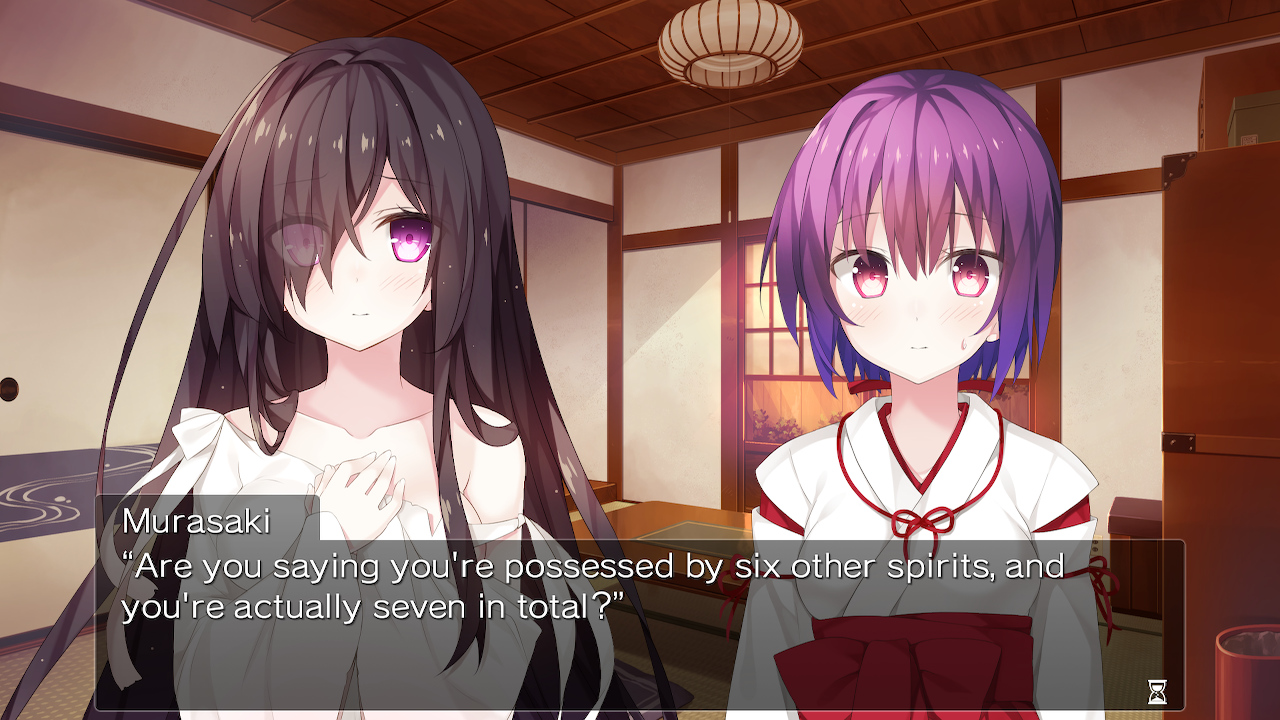 Murasaki
“Are you saying you're possessed by six other spirits, and
you're actually seven in total?”